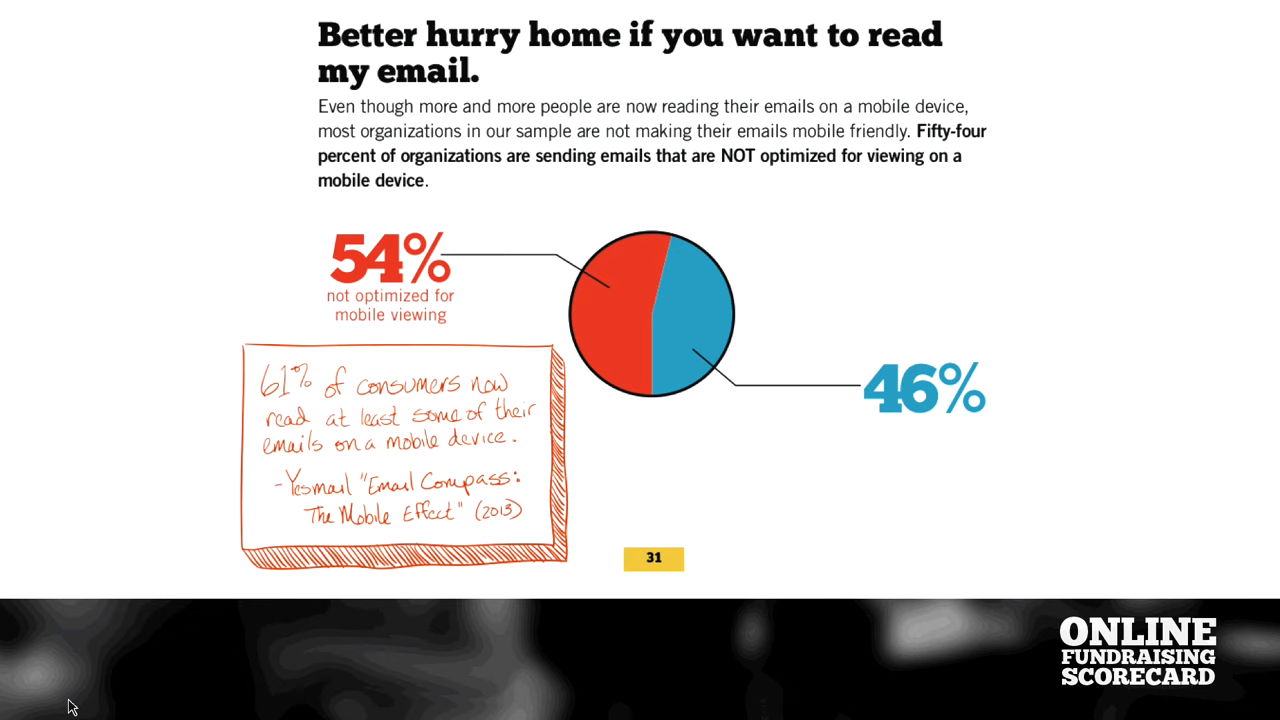 Better hurry home if you want to read
my email.
Even though more and more people are now reading their emails on a mobile device,
most organizations in our sample are not making their emails mobile friendly. Fifty-four
percent of organizations are sending emails that are NOT optimized for viewing on a
mobile device.
54%
not optimized for
mobile viewing
46%
61% of consumers now
read at least some of their
emails on a mobile device.
- Yesmail "Email Compass:
The Mobile Effect" (2013)
31
ONLINE
FUNDRAISING
SCORECARD